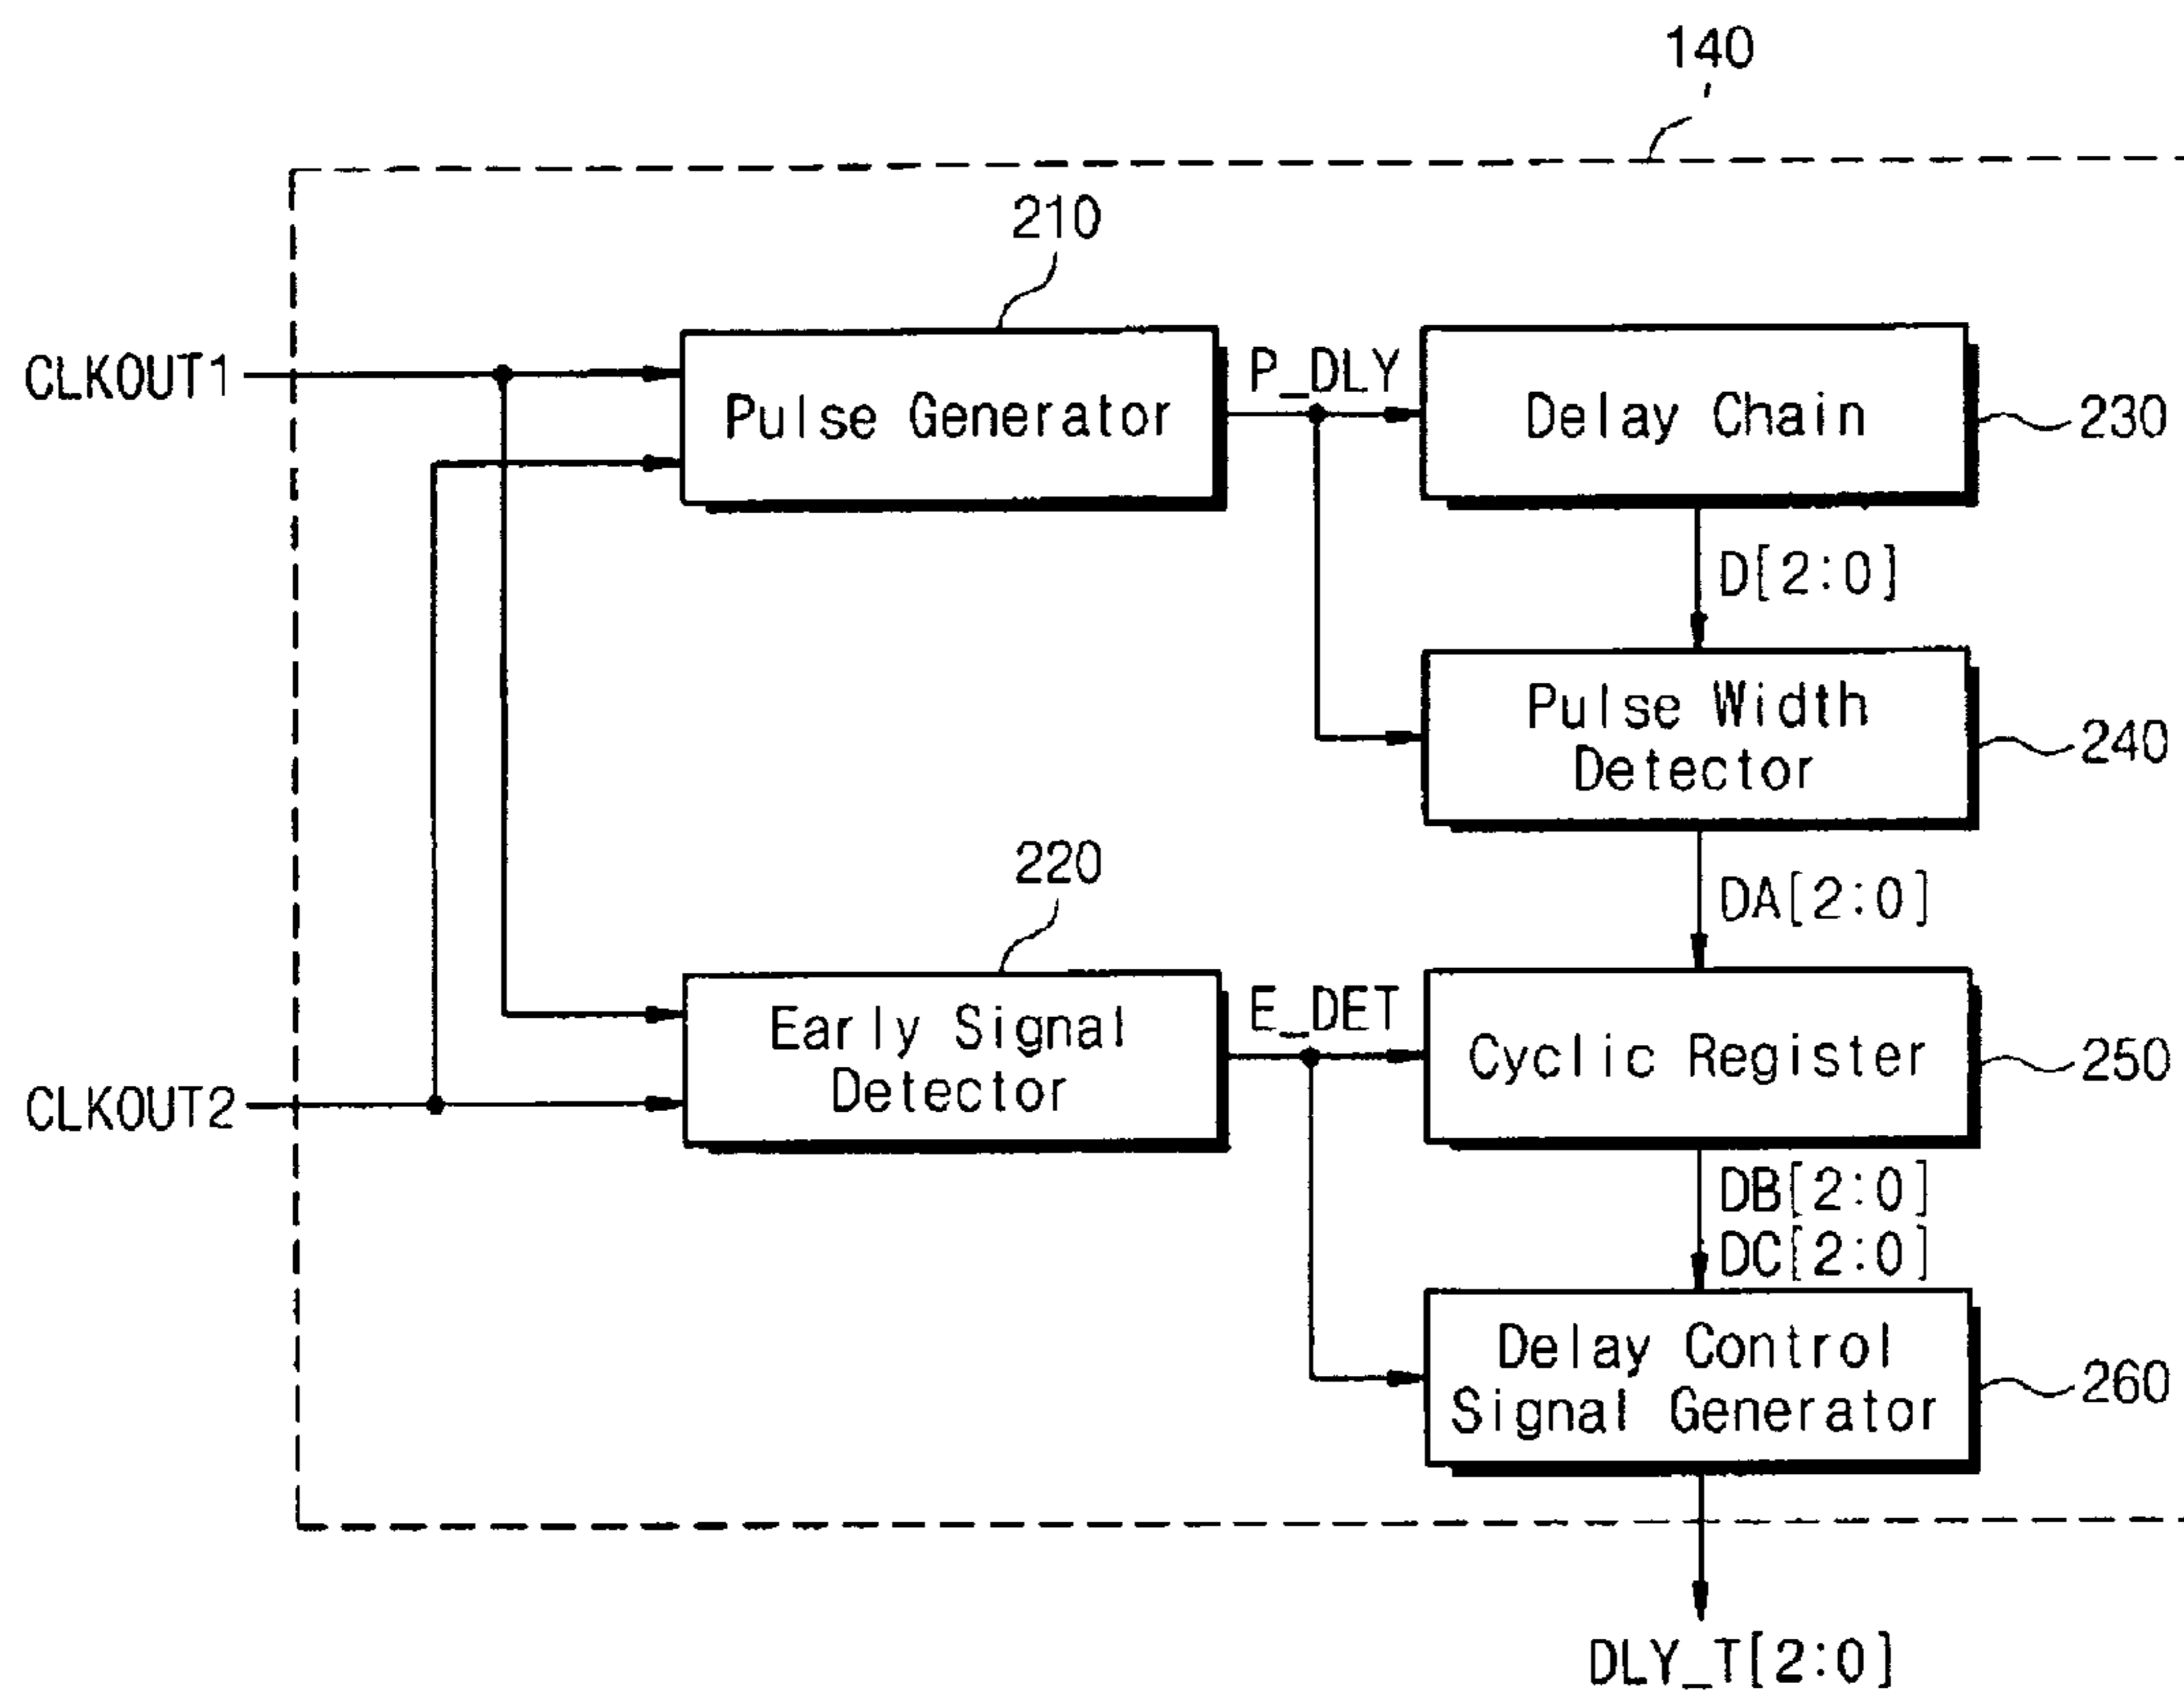 140
210
CLKOUT1
Pulse Generator
P_DLY
Delay Chain
230
D[2:0]
Pulse Width
Detector
240
DA[2:0]
220
CLKOUT2
Early Signal
Detector
E_DET
Cyclic Register
250
DB[2:0]
DC[2:0]
Delay Control
Signal Generator
260
DLY_T[2:0]